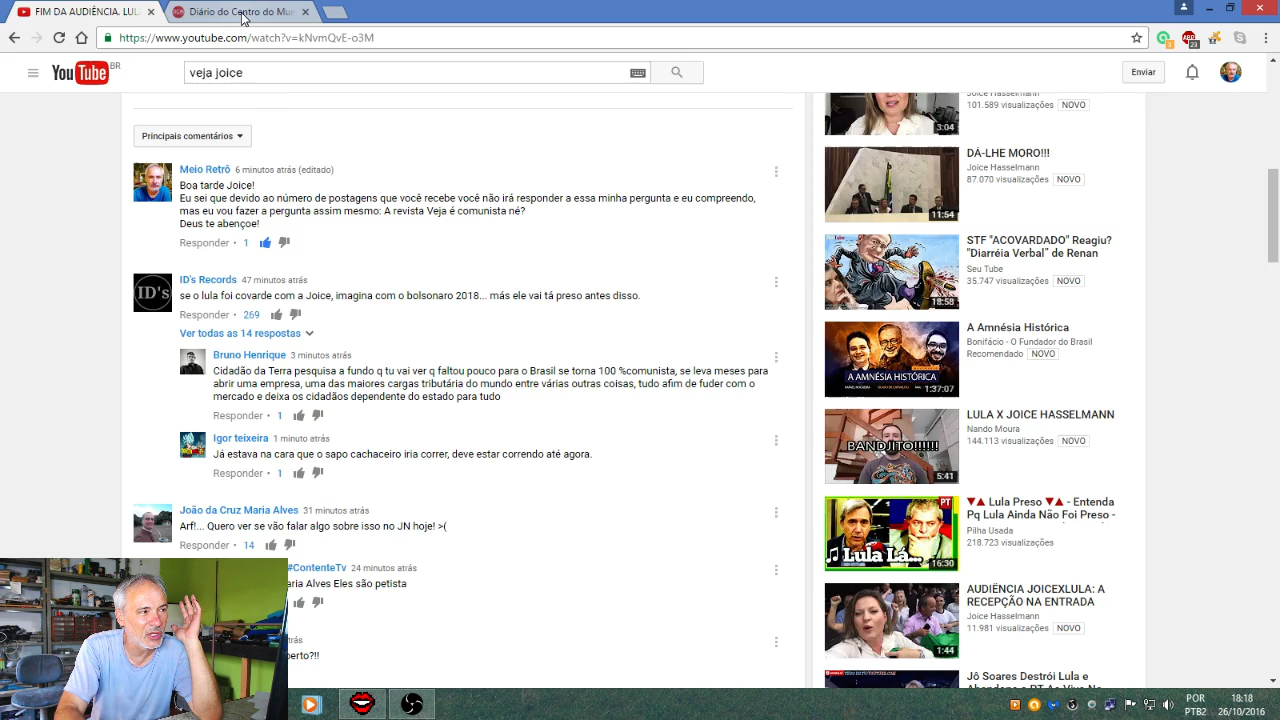 FIM DA AUDIÊNCIA. LUL
Diário do Centro do Mun
https://www.youtube.com/watch?v=kNvmQvE-o3M
YouTube BR
veja joice
Enviar
Principais comentários
Meio Retrô 6 minutos atrás (editado)
Boa tarde Joice!
Eu sei que devido ao número de postagens que você recebe você não irá responder a essa minha pergunta e eu compreendo,
mas eu vou fazer a pergunta assim mesmo: A revista Veja é comunista né?
Deus te abençoe!
Responder • 1
ID's
ID's Records 47 minutos atrás
se o lula foi covarde com a Joice, imagina com o bolsonaro 2018... más ele vai tá preso antes disso.
Responder • 269
Ver todas as 14 respostas
Bruno Henrique 3 minutos atrás
Cidadão da Terra pesquisa a fundo q tu vai ver q faltou pouco para o Brasil se torna 100 %comunista, se leva meses para
abrir uma empresa, uma das maiores cargas tributária do mundo entre várias outras coisas, tudo afim de fuder com o
mercado e deixa os cidadãos dependente do estado para tudo
Responder • 1
Igor teixeira 1 minuto atrás
Já estava na cara que o sapo cachaceiro iria correr, deve estar correndo até agora.
Responder • 1
João da Cruz Maria Alves 31 minutos atrás
Arf!... Quero ver se vão falar algo sobre isso no JN hoje! >(
Responder • 14
#ContenteTv 24 minutos atrás
aria Alves Eles são petista
atrás
berto?!!
Joice Hasselmann
101.589 visualizações NOVO
3:04
DÁ-LHE MORO!!!
Joice Hasselmann
87.070 visualizações NOVO
11:54
STF "ACOVARDADO" Reagiu?
"Diarréia Verbal" de Renan
Seu Tube
35.747 visualizações NOVO
18:58
A Amnésia Histórica
Bonifácio - O Fundador do Brasil
Recomendado NOVO
A AMNÉSIA HISTÓRICA
1:37:07
LULA X JOICE HASSELMANN
Nando Moura
144.113 visualizações NOVO
BANDJITO!!!!!!
5:41
▼▲ Lula Preso ▼▲ - Entenda
Pq Lula Ainda Não Foi Preso -
Pilha Usada
218.723 visualizações
PT
♫ Lula Lá...
16:30
AUDIÊNCIA JOICEXLULA: A
RECEPÇÃO NA ENTRADA
Joice Hasselmann
11.981 visualizações NOVO
1:44
Jô Soares Destrói Lula e
POR
PTB2
18:18
26/10/2016